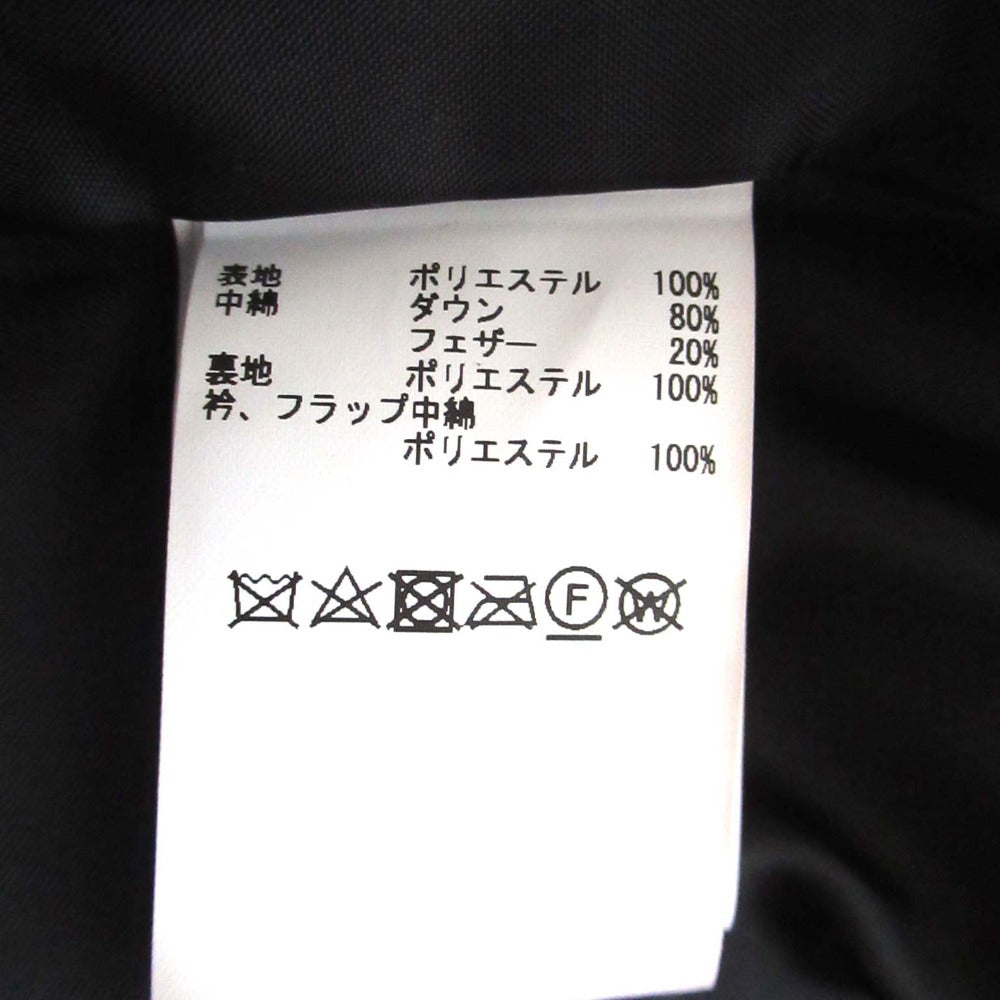 表地 ポリエステル 100%
中綿 ダウン 80%
フェザー 20%
裏地 ポリエステル 100%
衿、フラップ中綿
ポリエステル 100%
F W